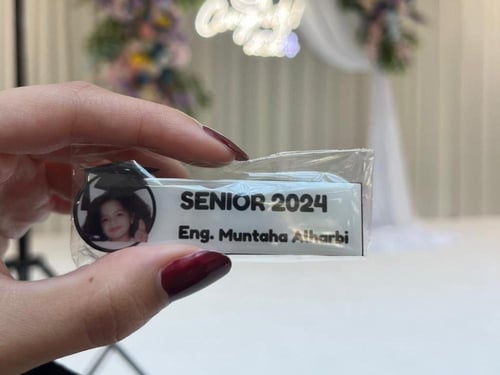 SENIOR 2024
Eng. Muntaha Alharbi